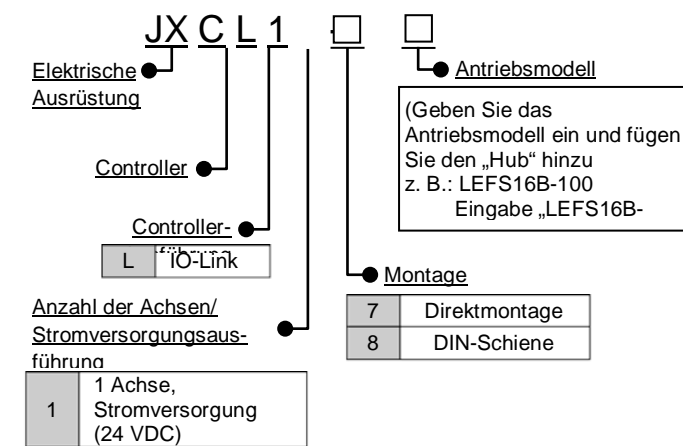 JX C L 1 - □ □
Elektrische
Ausrüstung
Antriebsmodell
(Geben Sie das
Antriebsmodell ein und fügen
Sie den „Hub“ hinzu
z. B.: LEFS16B-100
Eingabe „LEFS16B-
Controller
Controller-
führung
L IO-Link
Montage
7 Direktmontage
8 DIN-Schiene
Anzahl der Achsen/
Stromversorgungsaus-
führung
1 1 Achse,
Stromversorgung
(24 VDC)